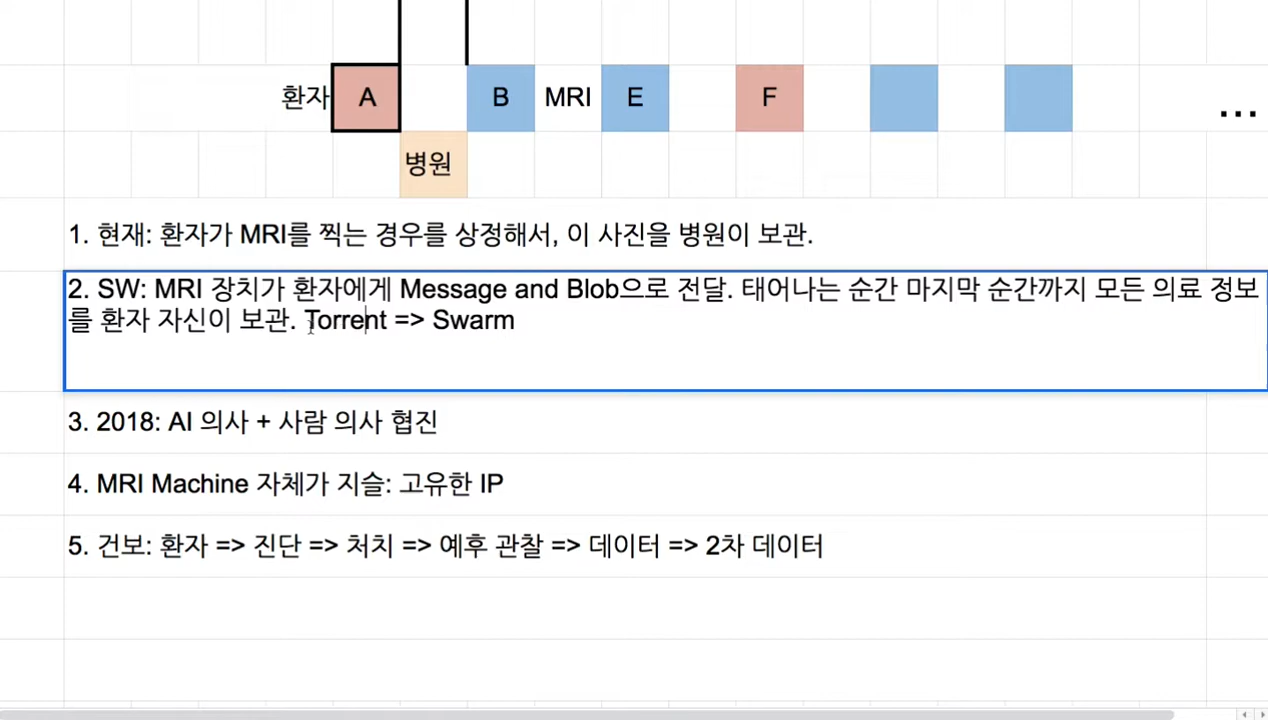 환자 A B MRI E F ...
병원
1. 현재: 환자가 MRI를 찍는 경우를 상정해서, 이 사진을 병원이 보관.
2. SW: MRI 장치가 환자에게 Message and Blob으로 전달. 태어나는 순간 마지막 순간까지 모든 의료 정보
를 환자 자신이 보관. Torrent => Swarm
3. 2018: AI 의사 + 사람 의사 협진
4. MRI Machine 자체가 지슬: 고유한 IP
5. 건보: 환자 => 진단 => 처치 => 예후 관찰 => 데이터 => 2차 데이터